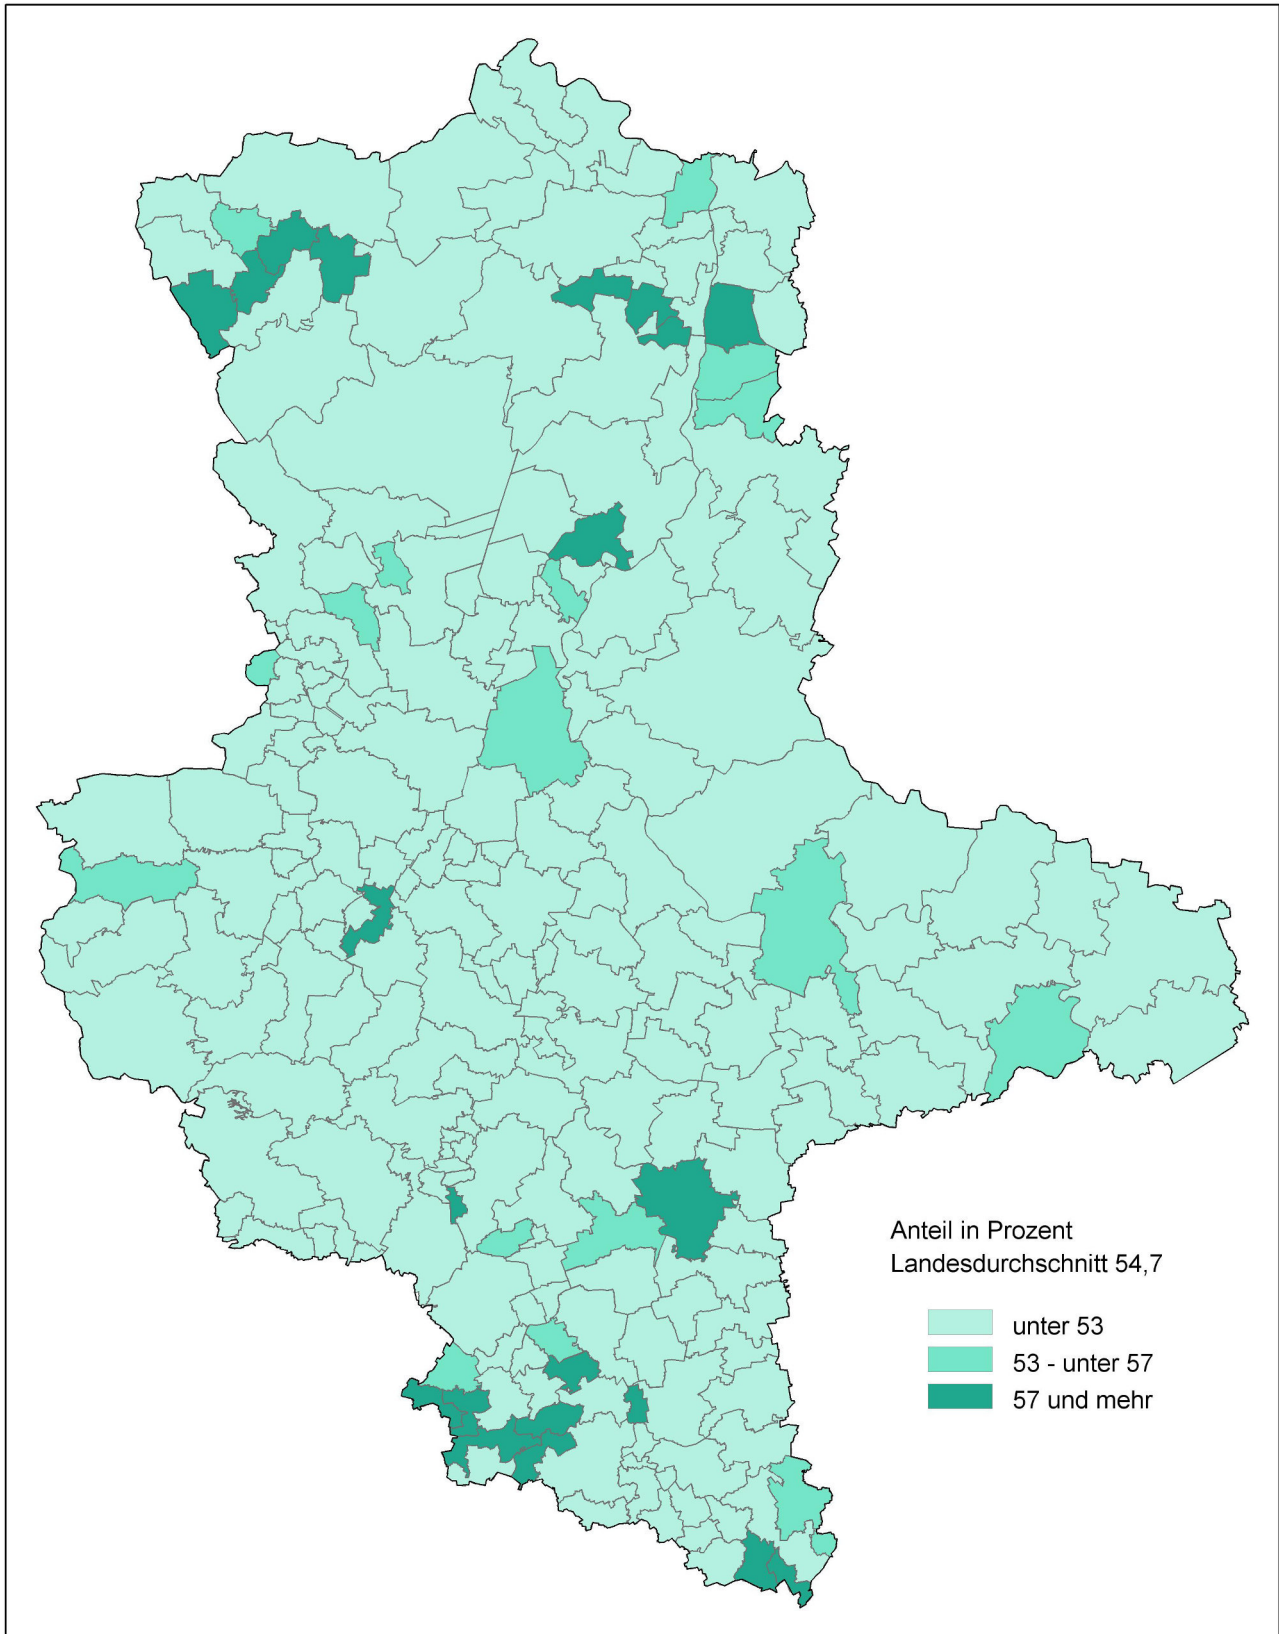 Anteil in Prozent
Landesdurchschnitt 54,7
unter 53
53 - unter 57
57 und mehr